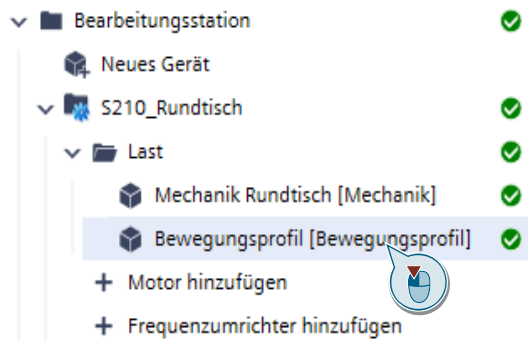 Bearbeitungsstation
Neues Gerät
S210_Rundtisch
Last
Mechanik Rundtisch [Mechanik]
Bewegungsprofil [Bewegungsprofil]
Motor hinzufügen
Frequenzumrichter hinzufügen